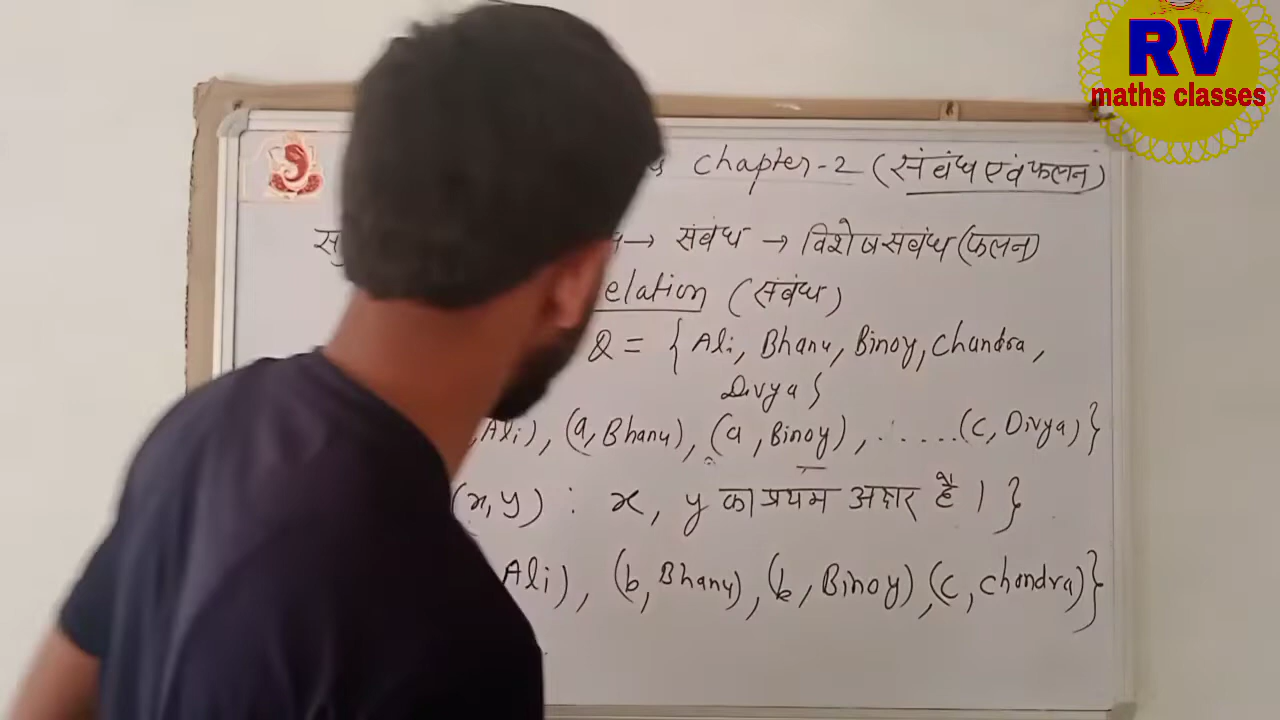 RV
maths classes
Chapter-2 (संबंध एवं फलन)
→ संबंध → विशेष संबंध (फलन)
elation (संबंध)
Q = { Ali, Bhanu, Binoy, Chandra,
Divya }
, Ali), (a, Bhanu), (a, Binoy), ......(c, Divya)}
(x, y) : x, y का प्रथम अक्षर है । }
Ali), (b, Bhanu), (b, Binoy), (c, Chandra)}